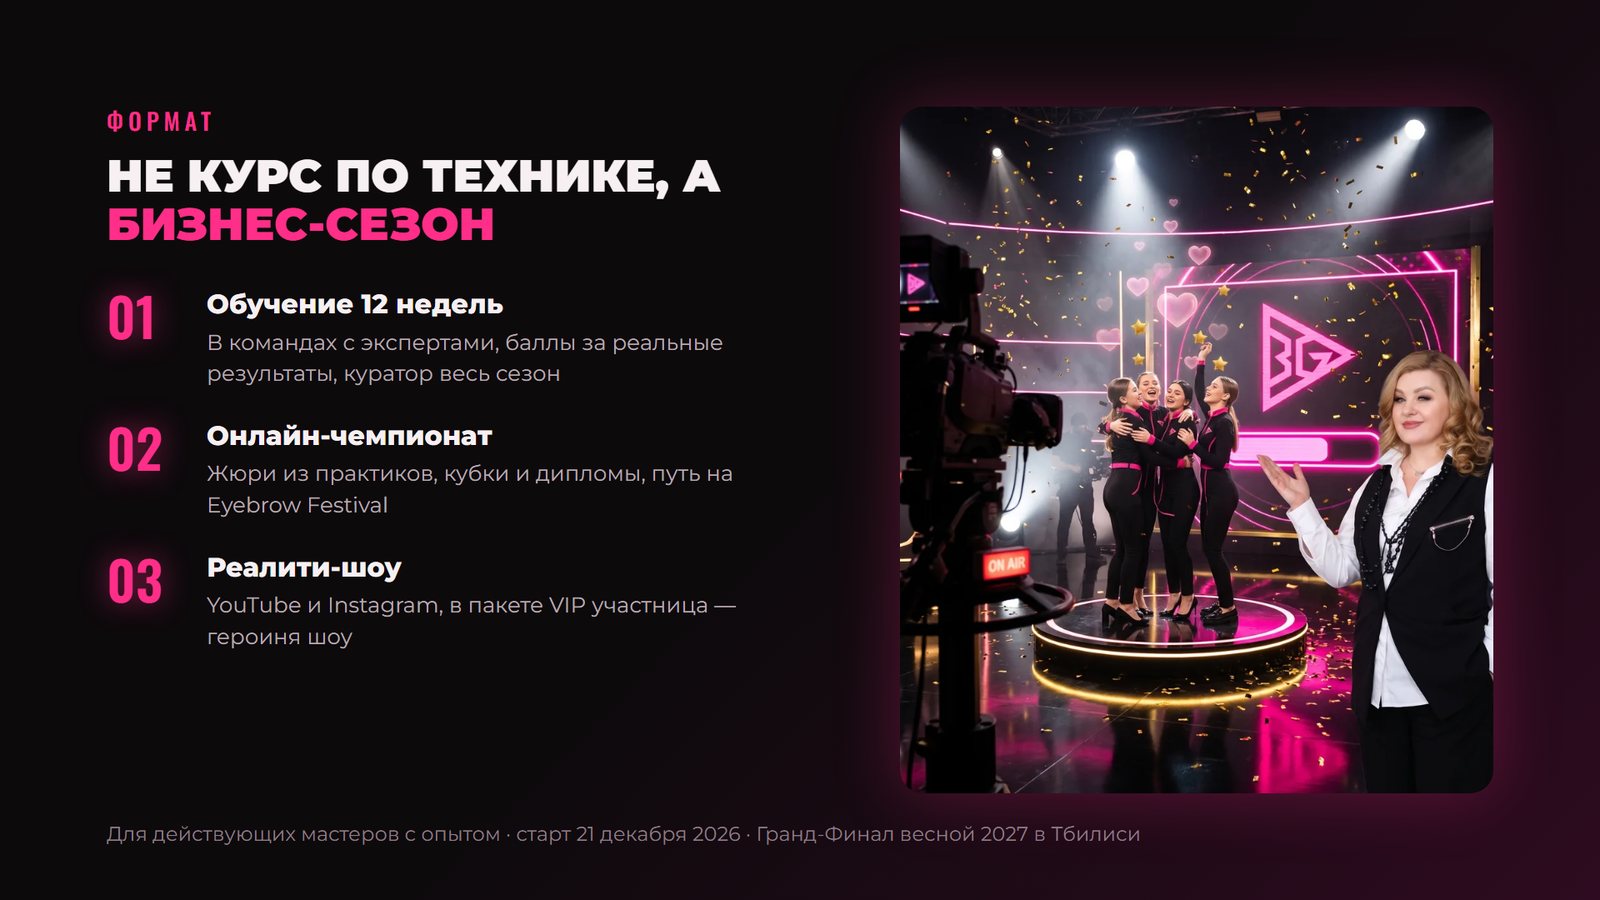 ФОРМАТ
НЕ КУРС ПО ТЕХНИКЕ, А
БИЗНЕС-СЕЗОН
01
Обучение 12 недель
В командах с экспертами, баллы за реальные
результаты, куратор весь сезон
02
Онлайн-чемпионат
Жюри из практиков, кубки и дипломы, путь на
Eyebrow Festival
03
Реалити-шоу
YouTube и Instagram, в пакете VIP участница —
героиня шоу
BG
ON AIR
Для действующих мастеров с опытом · старт 21 декабря 2026 · Гранд-Финал весной 2027 в Тбилиси